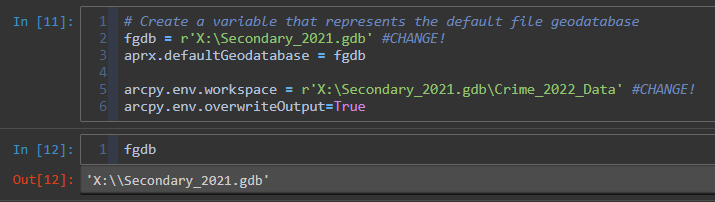 In [11]:
1 # Create a variable that represents the default file geodatabase
2 fgdb = r'X:\Secondary_2021.gdb' #CHANGE!
3 aprx.defaultGeodatabase = fgdb
4
5 arcpy.env.workspace = r'X:\Secondary_2021.gdb\Crime_2022_Data' #CHANGE!
6 arcpy.env.overwriteOutput=True
In [12]:
1 fgdb
Out[12]: 'X:\\Secondary_2021.gdb'